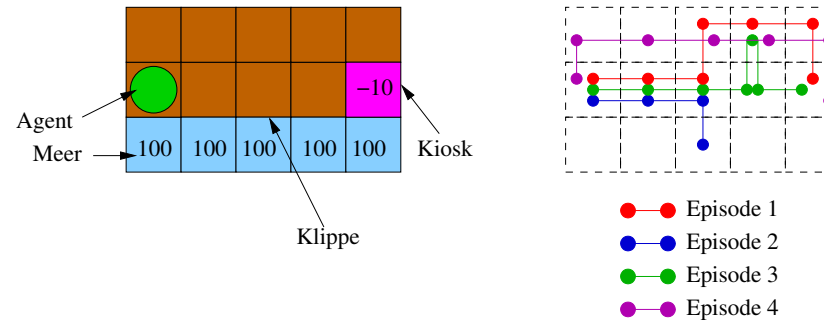 −10
Agent
Meer
100 100 100 100 100
Kiosk
Klippe
Episode 1
Episode 2
Episode 3
Episode 4